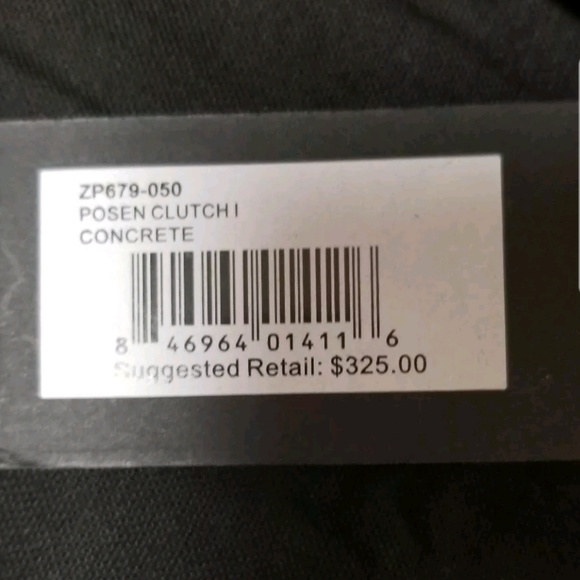 ZP679-050
POSEN CLUTCH I
CONCRETE
8 46964 01411 6
Suggested Retail: $325.00